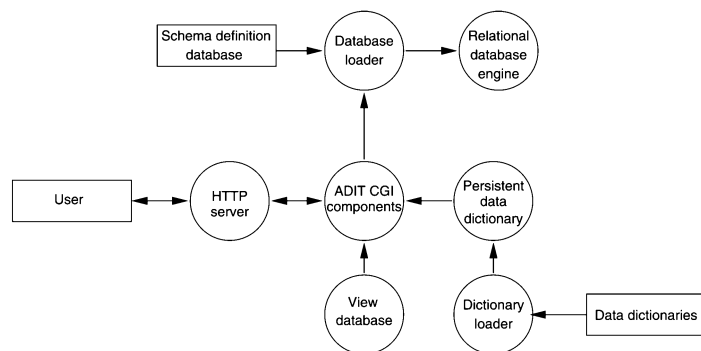 Schema definition
database
Database
loader
Relational
database
engine
User
HTTP
server
ADIT CGI
components
Persistent
data
dictionary
View
database
Dictionary
loader
Data dictionaries